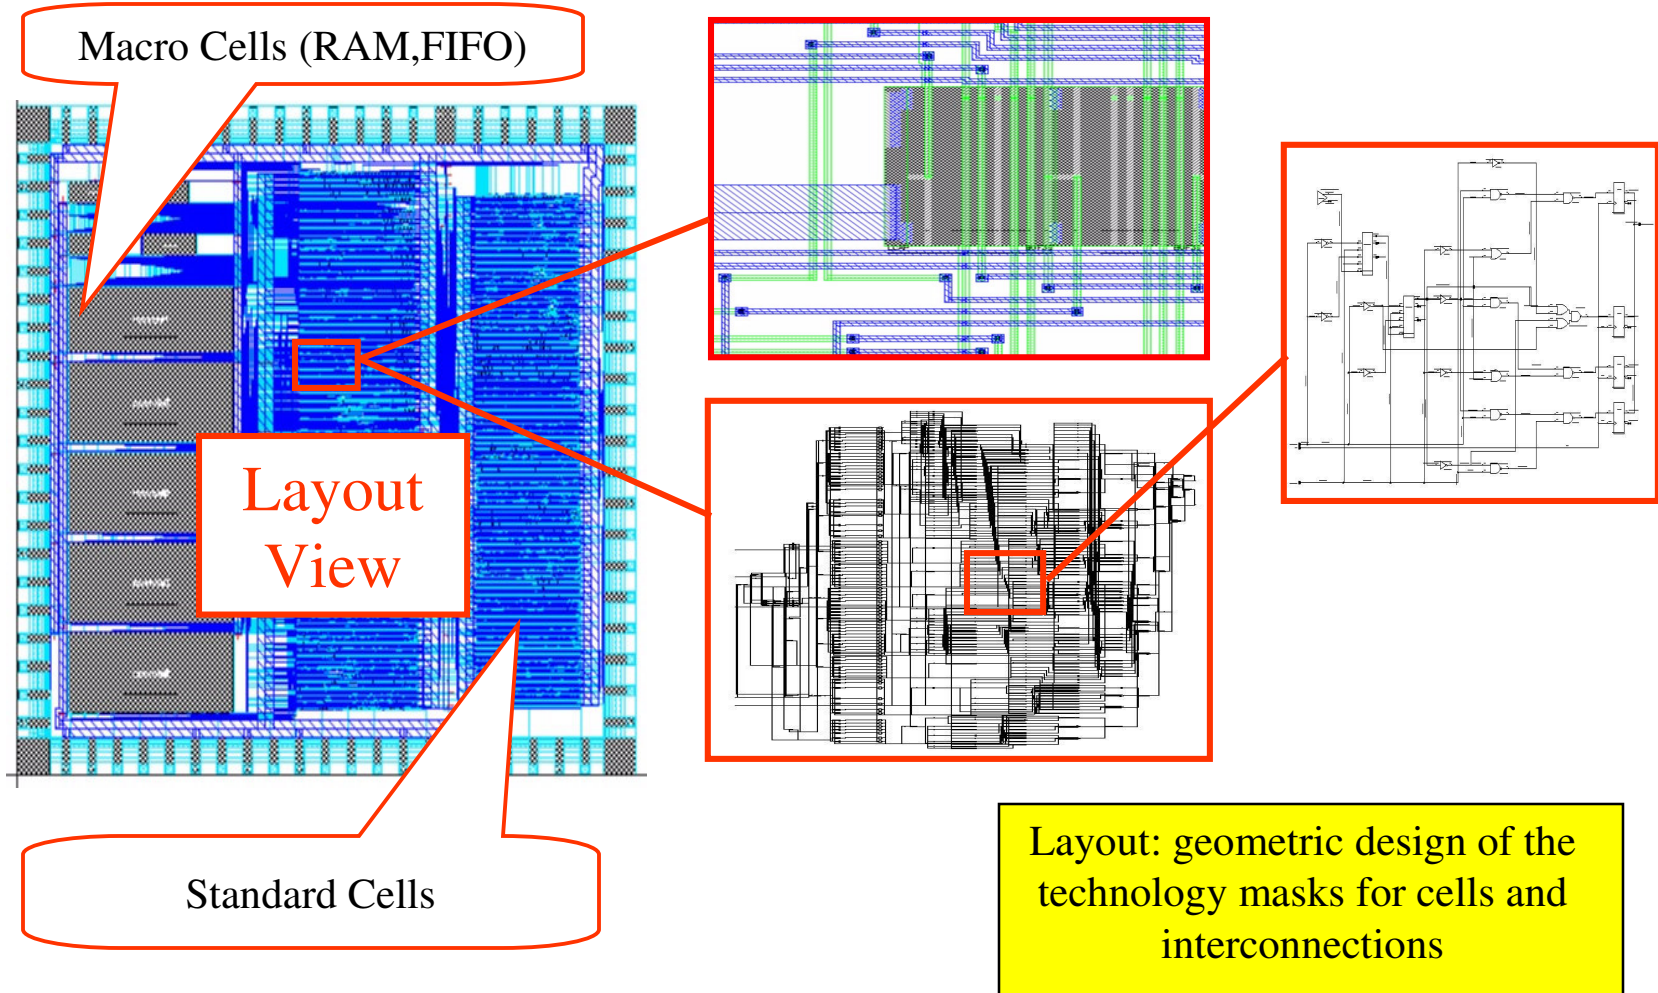 Macro Cells (RAM,FIFO)
Layout
View
Standard Cells
Layout: geometric design of the
technology masks for cells and
interconnections